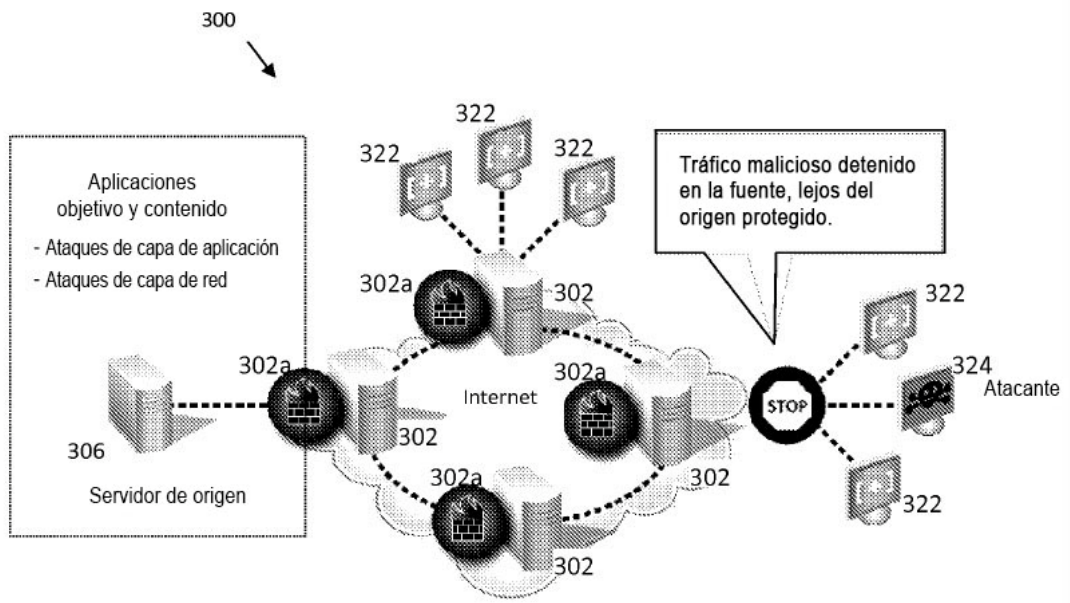 300
322
322
322
Aplicaciones
objetivo y contenido
- Ataques de capa de aplicación
- Ataques de capa de red
Tráfico malicioso detenido
en la fuente, lejos del
origen protegido.
302a
302
322
302a
302a
324
Internet
STOP
Atacante
302
306
302a
302
322
Servidor de origen
302